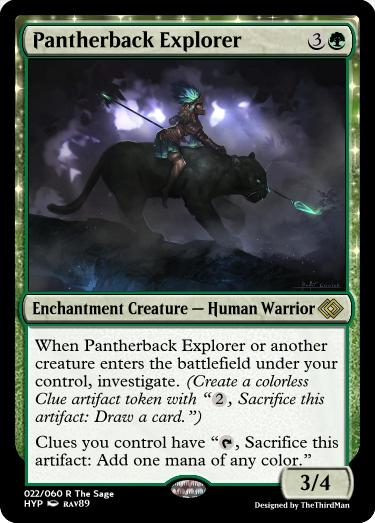 Pantherback Explorer 3
Enchantment Creature — Human Warrior
When Pantherback Explorer or another
creature enters the battlefield under your
control, investigate. (Create a colorless
Clue artifact token with “2, Sacrifice this
artifact: Draw a card.”)
Clues you control have “, Sacrifice this
artifact: Add one mana of any color.”
3/4
022/060 R The Sage
HYP RAV89
Designed by TheThirdMan